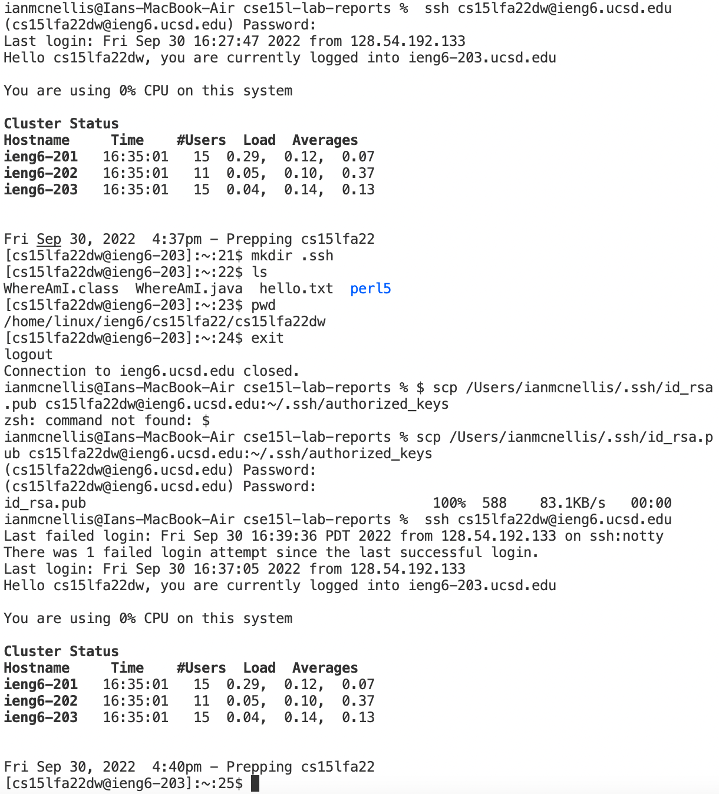 ianmcnellis@Ians-MacBook-Air cse15l-lab-reports %  ssh cs15lfa22dw@ieng6.ucsd.edu
(cs15lfa22dw@ieng6.ucsd.edu) Password:
Last login: Fri Sep 30 16:27:47 2022 from 128.54.192.133
Hello cs15lfa22dw, you are currently logged into ieng6-203.ucsd.edu

You are using 0% CPU on this system

Cluster Status
Hostname     Time    #Users  Load  Averages
ieng6-201   16:35:01   15  0.29,  0.12,  0.07
ieng6-202   16:35:01   11  0.05,  0.10,  0.37
ieng6-203   16:35:01   15  0.04,  0.14,  0.13


Fri Sep 30, 2022  4:37pm - Prepping cs15lfa22
[cs15lfa22dw@ieng6-203]:~:21$ mkdir .ssh
[cs15lfa22dw@ieng6-203]:~:22$ ls
WhereAmI.class  WhereAmI.java  hello.txt  perl5
[cs15lfa22dw@ieng6-203]:~:23$ pwd
/home/linux/ieng6/cs15lfa22/cs15lfa22dw
[cs15lfa22dw@ieng6-203]:~:24$ exit
logout
Connection to ieng6.ucsd.edu closed.
ianmcnellis@Ians-MacBook-Air cse15l-lab-reports % $ scp /Users/ianmcnellis/.ssh/id_rsa
.pub cs15lfa22dw@ieng6.ucsd.edu:~/.ssh/authorized_keys
zsh: command not found: $
ianmcnellis@Ians-MacBook-Air cse15l-lab-reports % scp /Users/ianmcnellis/.ssh/id_rsa.p
ub cs15lfa22dw@ieng6.ucsd.edu:~/.ssh/authorized_keys
(cs15lfa22dw@ieng6.ucsd.edu) Password:
(cs15lfa22dw@ieng6.ucsd.edu) Password:
id_rsa.pub                                          100%  588    83.1KB/s   00:00
ianmcnellis@Ians-MacBook-Air cse15l-lab-reports %  ssh cs15lfa22dw@ieng6.ucsd.edu
Last failed login: Fri Sep 30 16:39:36 PDT 2022 from 128.54.192.133 on ssh:notty
There was 1 failed login attempt since the last successful login.
Last login: Fri Sep 30 16:37:05 2022 from 128.54.192.133
Hello cs15lfa22dw, you are currently logged into ieng6-203.ucsd.edu

You are using 0% CPU on this system

Cluster Status
Hostname     Time    #Users  Load  Averages
ieng6-201   16:35:01   15  0.29,  0.12,  0.07
ieng6-202   16:35:01   11  0.05,  0.10,  0.37
ieng6-203   16:35:01   15  0.04,  0.14,  0.13


Fri Sep 30, 2022  4:40pm - Prepping cs15lfa22
[cs15lfa22dw@ieng6-203]:~:25$